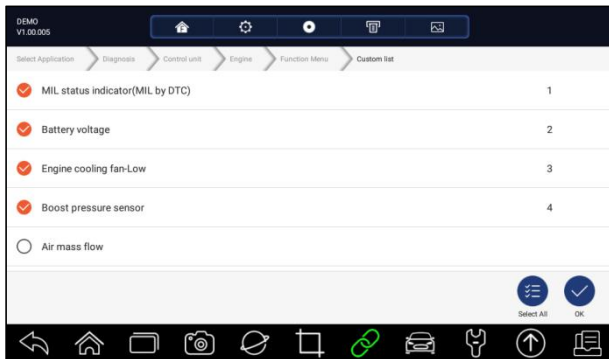 DEMO
V1.00.005
Select Application Diagnosis Control unit Engine Function Menu Custom list
MIL status indicator(MIL by DTC) 1
Battery voltage 2
Engine cooling fan-Low 3
Boost pressure sensor 4
Air mass flow
Select All OK